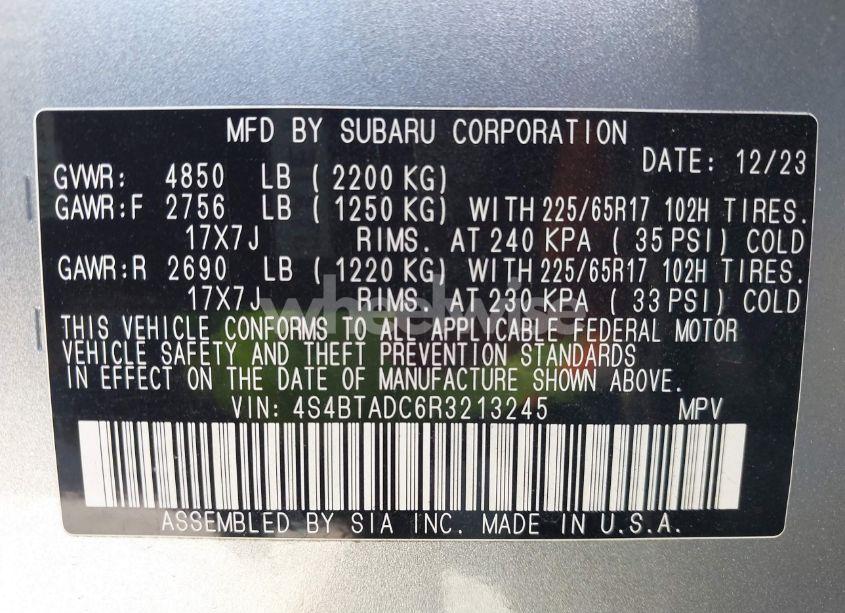 MFD BY SUBARU CORPORATION
DATE: 12/23
GVWR: 4850 LB ( 2200 KG)
GAWR:F 2756 LB ( 1250 KG) WITH 225/65R17 102H TIRES.
17X7J RIMS. AT 240 KPA ( 35 PSI) COLD
GAWR:R 2690 LB ( 1220 KG) WITH 225/65R17 102H TIRES.
17X7J RIMS. AT 230 KPA ( 33 PSI) COLD
wheelwise
THIS VEHICLE CONFORMS TO ALL APPLICABLE FEDERAL MOTOR
VEHICLE SAFETY AND THEFT PREVENTION STANDARDS
IN EFFECT ON THE DATE OF MANUFACTURE SHOWN ABOVE.
VIN: 4S4BTADC6R3213245 MPV
ASSEMBLED BY SIA INC. MADE IN U.S.A.